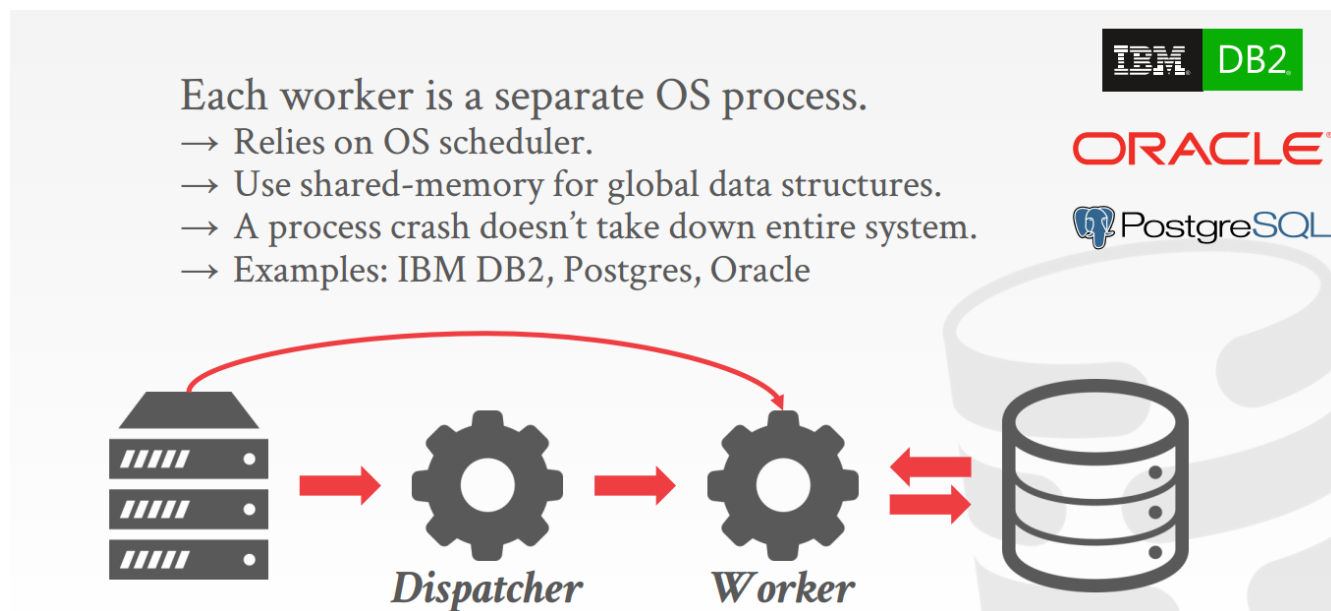 Each worker is a separate OS process.
→ Relies on OS scheduler.
→ Use shared-memory for global data structures.
→ A process crash doesn’t take down entire system.
→ Examples: IBM DB2, Postgres, Oracle
IBM® DB2®
ORACLE®
PostgreSQL
Dispatcher
Worker